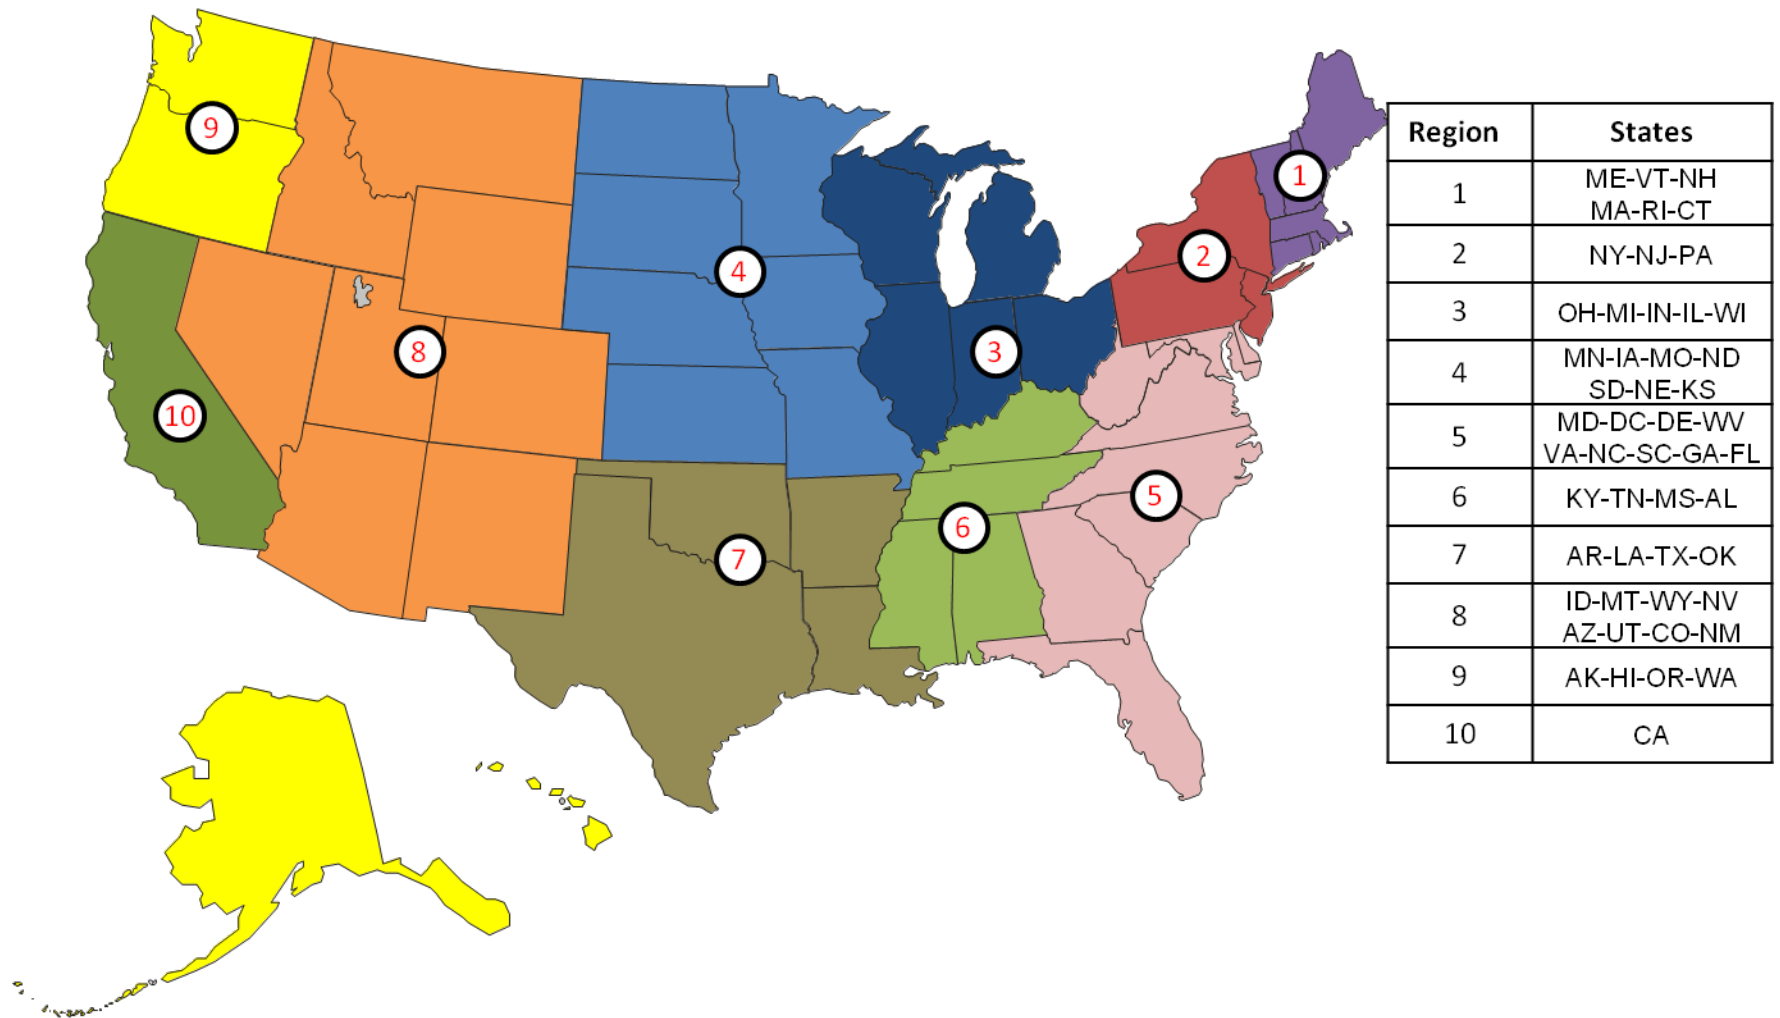 9
1
2
4
3
8
10
5
6
7
Region States
1 ME-VT-NH
MA-RI-CT
2 NY-NJ-PA
3 OH-MI-IN-IL-WI
4 MN-IA-MO-ND
SD-NE-KS
5 MD-DC-DE-WV
VA-NC-SC-GA-FL
6 KY-TN-MS-AL
7 AR-LA-TX-OK
8 ID-MT-WY-NV
AZ-UT-CO-NM
9 AK-HI-OR-WA
10 CA